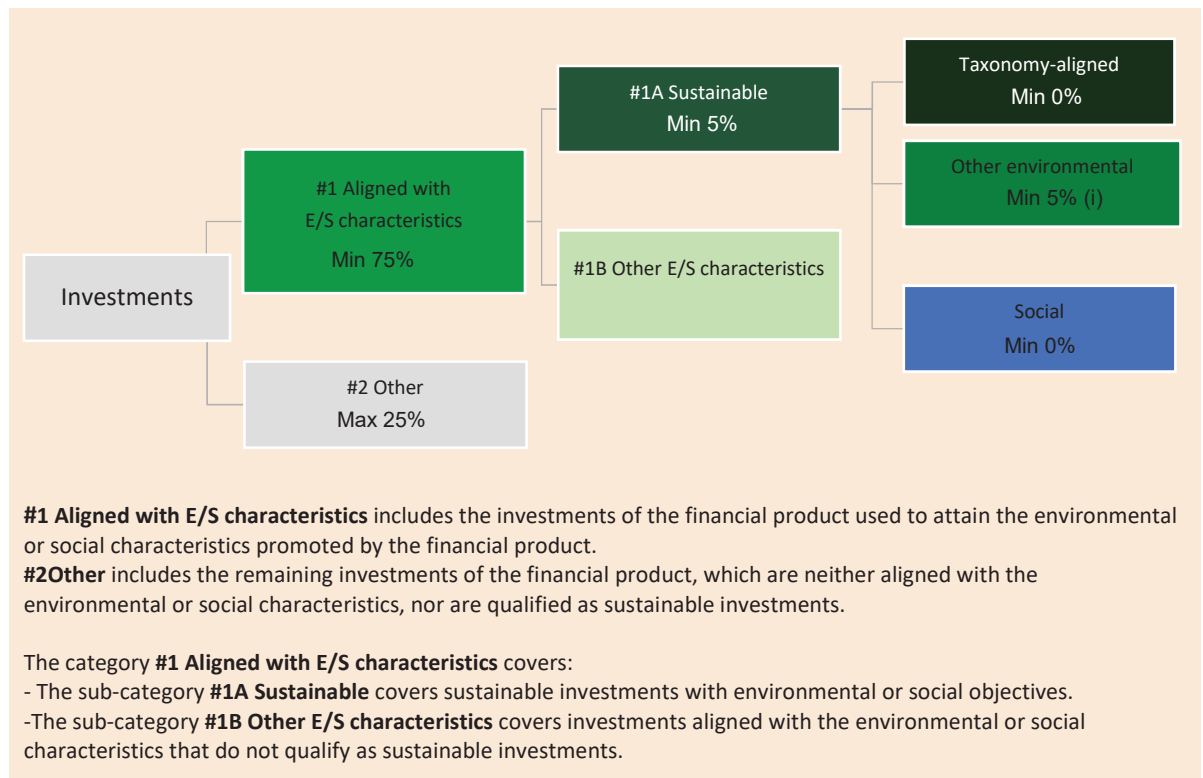 Investments
#1 Aligned with
E/S characteristics
Min 75%
#2 Other
Max 25%
#1A Sustainable
Min 5%
#1B Other E/S characteristics
Taxonomy-aligned
Min 0%
Other environmental
Min 5% (i)
Social
Min 0%
#1 Aligned with E/S characteristics includes the investments of the financial product used to attain the environmental
or social characteristics promoted by the financial product.
#2Other includes the remaining investments of the financial product, which are neither aligned with the
environmental or social characteristics, nor are qualified as sustainable investments.
The category #1 Aligned with E/S characteristics covers:
- The sub-category #1A Sustainable covers sustainable investments with environmental or social objectives.
-The sub-category #1B Other E/S characteristics covers investments aligned with the environmental or social
characteristics that do not qualify as sustainable investments.